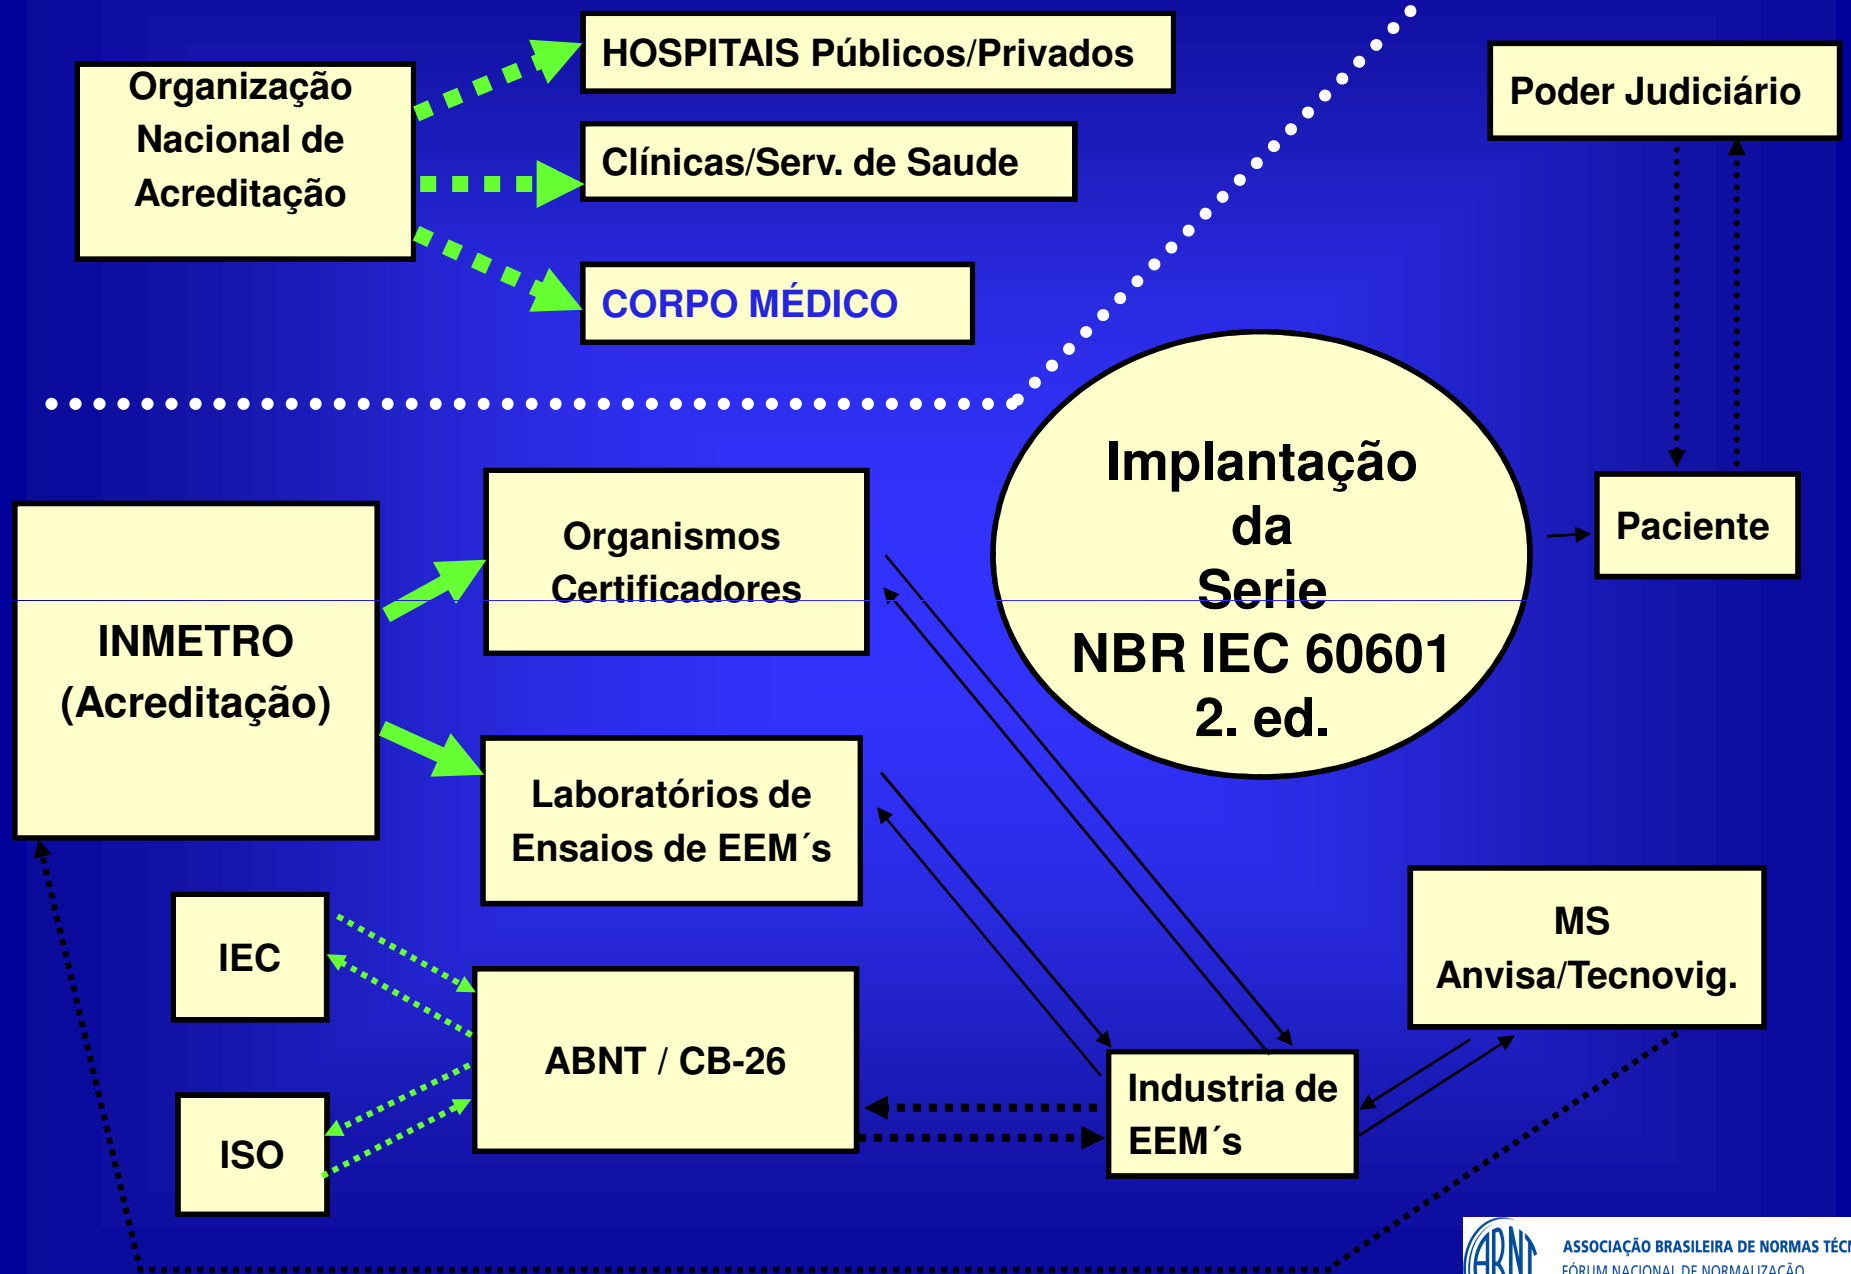 Organização
Nacional de
Acreditação
HOSPITAIS Públicos/Privados
Clínicas/Serv. de Saude
CORPO MÉDICO
Poder Judiciário
Paciente
Implantação
da
Serie
NBR IEC 60601
2. ed.
INMETRO
(Acreditação)
Organismos
Certificadores
Laboratórios de
Ensaios de EEM´s
IEC
ISO
ABNT / CB-26
Industria de
EEM´s
MS
Anvisa/Tecnovig.
ABNT
ASSOCIAÇÃO BRASILEIRA DE NORMAS TÉC
FÓRUM NACIONAL DE NORMALIZAÇÃO